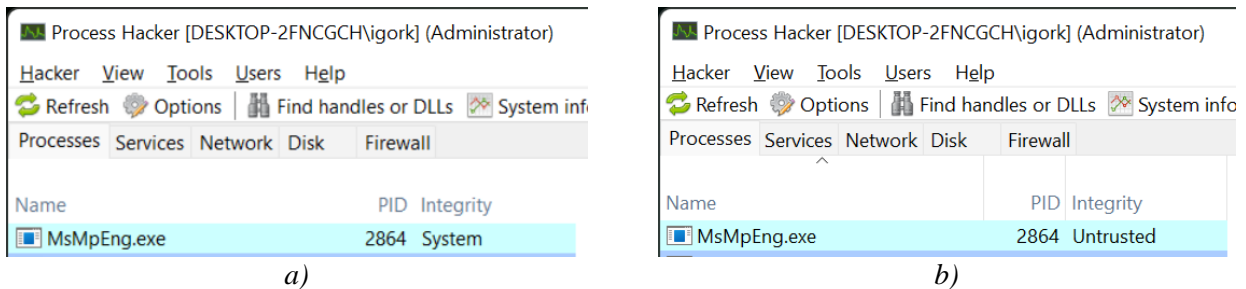 Process Hacker [DESKTOP-2FNCGCH\igork] (Administrator)
Hacker View Tools Users Help
Refresh Options Find handles or DLLs System info
Processes Services Network Disk Firewall
Name PID Integrity
MsMpEng.exe 2864 System
a)
Process Hacker [DESKTOP-2FNCGCH\igork] (Administrator)
Hacker View Tools Users Help
Refresh Options Find handles or DLLs System info
Processes Services Network Disk Firewall
Name PID Integrity
MsMpEng.exe 2864 Untrusted
b)